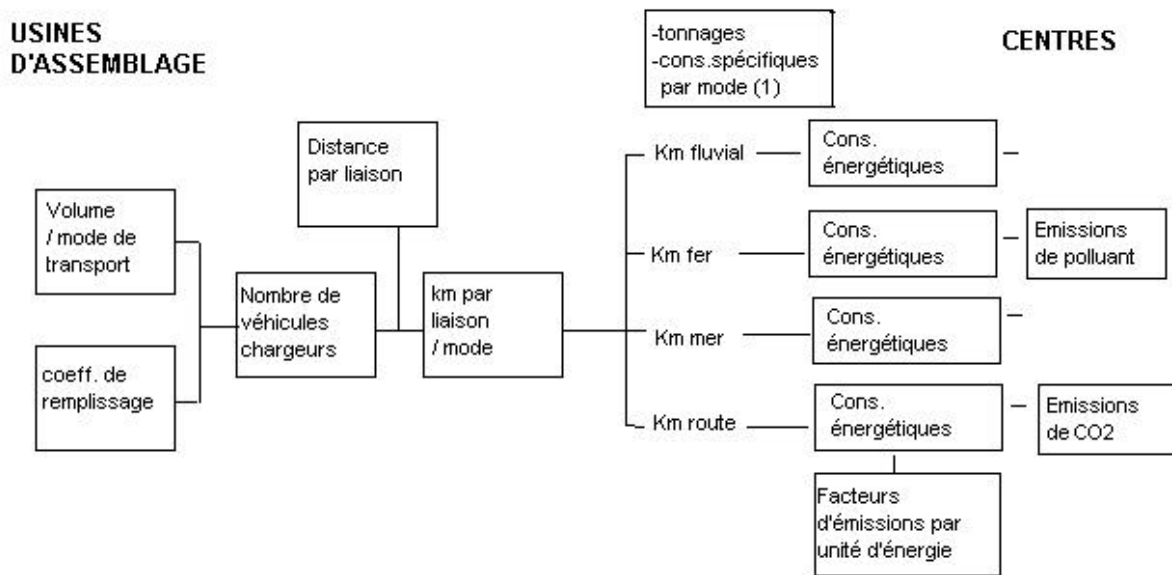 USINES
D'ASSEMBLAGE
-tonnages
-cons.spécifiques
par mode (1)
CENTRES
Distance
par liaison
Volume
/ mode de
transport
coeff. de
remplissage
Nombre de
véhicules
chargeurs
km par
liaison
/ mode
Km fluvial
Cons.
énergétiques
Km fer
Cons.
énergétiques
Emissions
de polluant
Km mer
Cons.
énergétiques
Km route
Cons.
énergétiques
Emissions
de CO2
Facteurs
d'émissions par
unité d'énergie